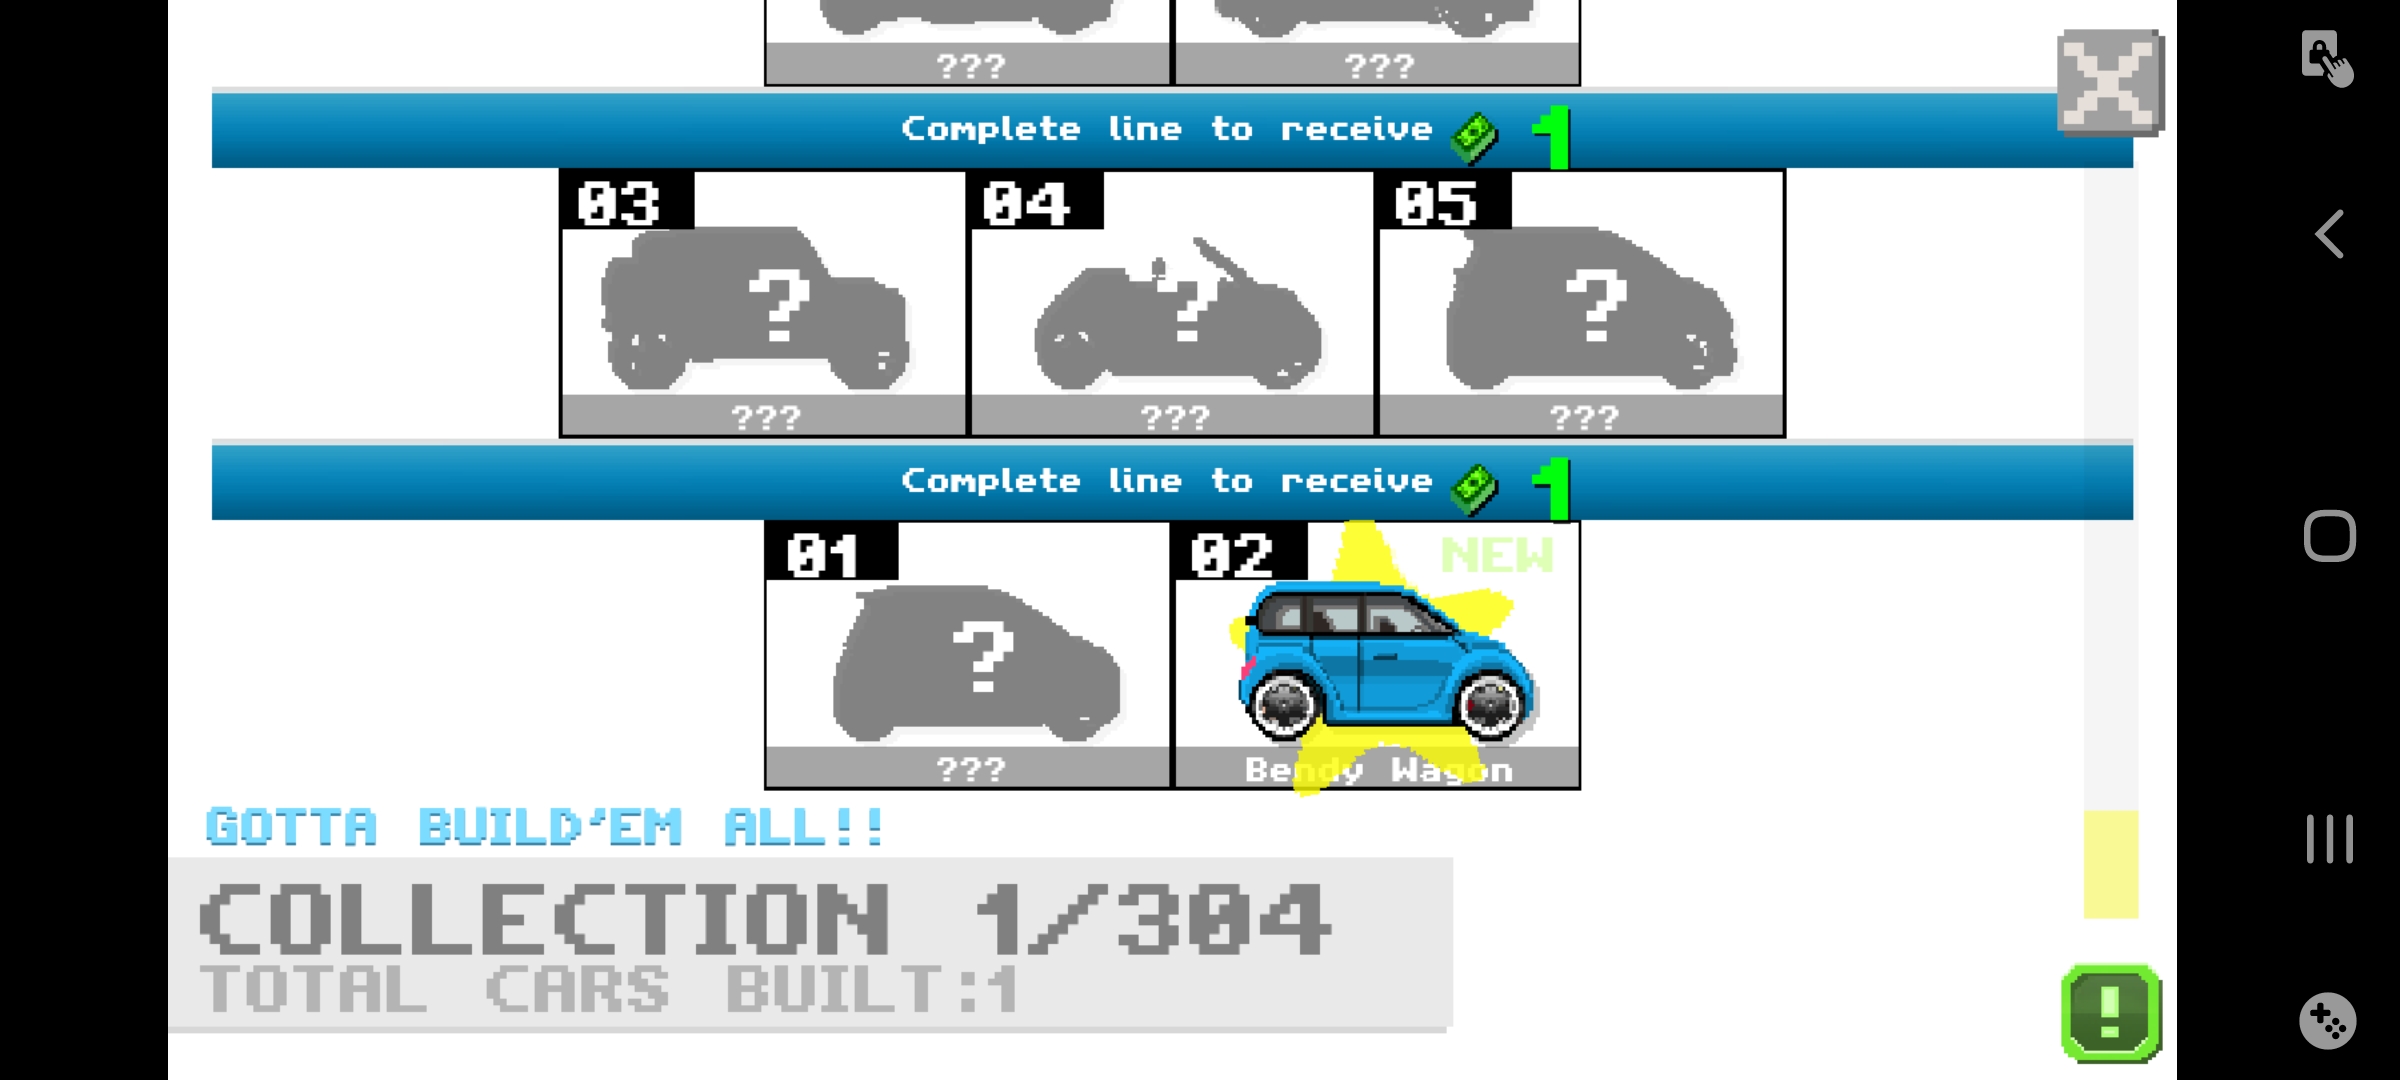 ??? ???
Complete line to receive 1
03 04 05
? ? ?
??? ??? ???
Complete line to receive 1
01 02 NEW
?
??? Bendy Wagon
GOTTA BUILD'EM ALL!!
COLLECTION 1/304
TOTAL CARS BUILT:1
!